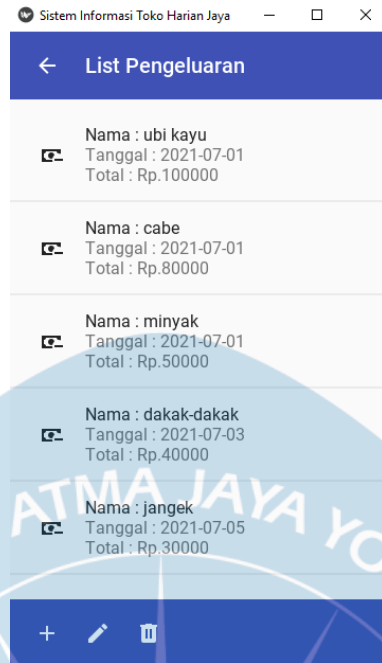 Sistem Informasi Toko Harian Jaya
List Pengeluaran
Nama : ubi kayu
Tanggal : 2021-07-01
Total : Rp.100000
Nama : cabe
Tanggal : 2021-07-01
Total : Rp.80000
Nama : minyak
Tanggal : 2021-07-01
Total : Rp.50000
Nama : dakak-dakak
Tanggal : 2021-07-03
Total : Rp.40000
ATMA JAYA YO
Nama : jangek
Tanggal : 2021-07-05
Total : Rp.30000